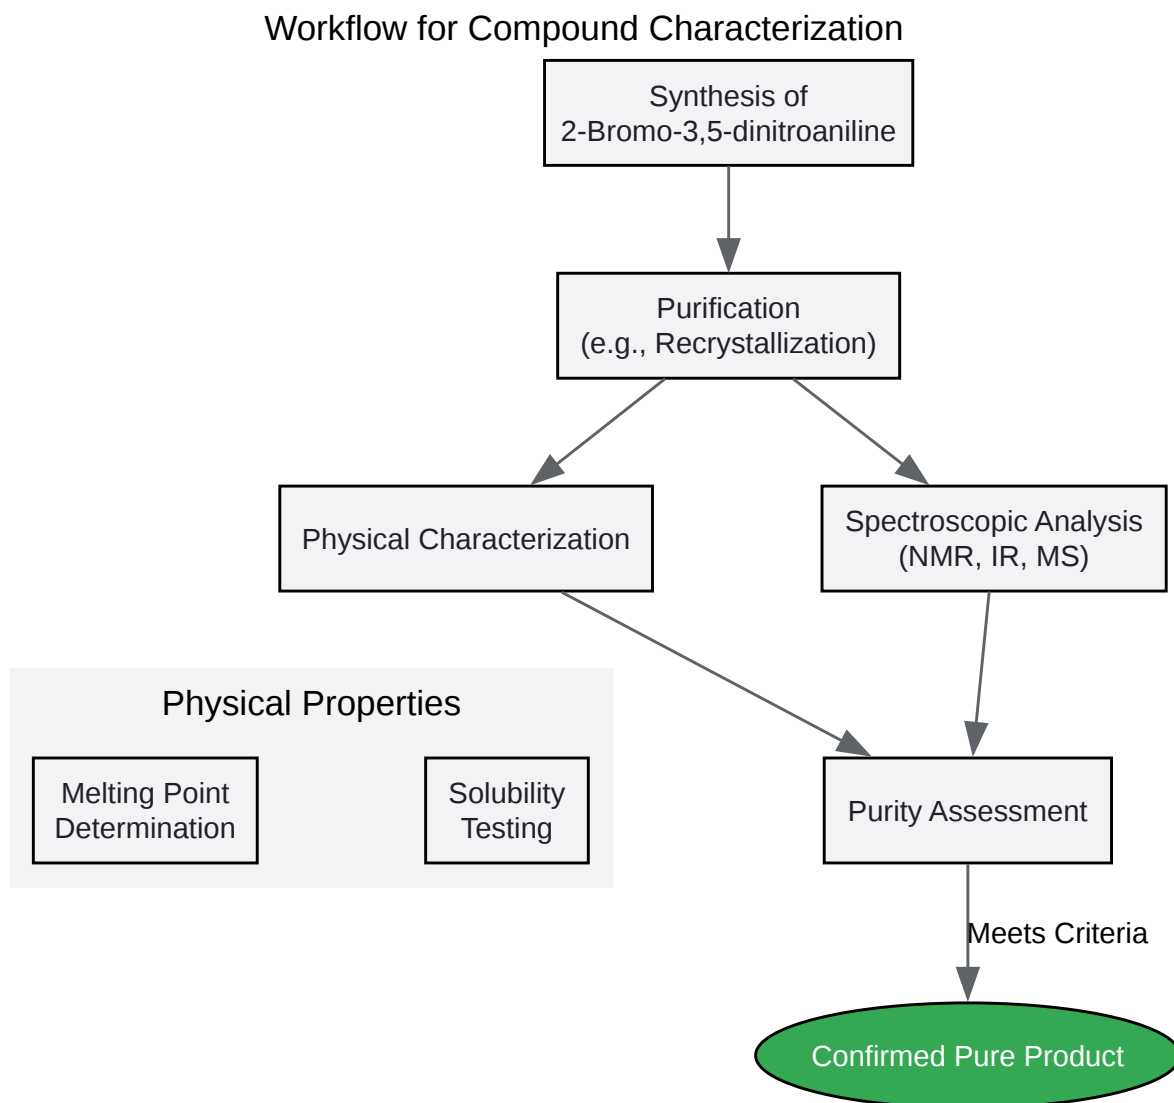 Workflow for Compound Characterization
Synthesis of
2-Bromo-3,5-dinitroaniline
Purification
(e.g., Recrystallization)
Physical Characterization
Spectroscopic Analysis
(NMR, IR, MS)
Physical Properties
Melting Point
Determination
Solubility
Testing
Purity Assessment
Meets Criteria
Confirmed Pure Product